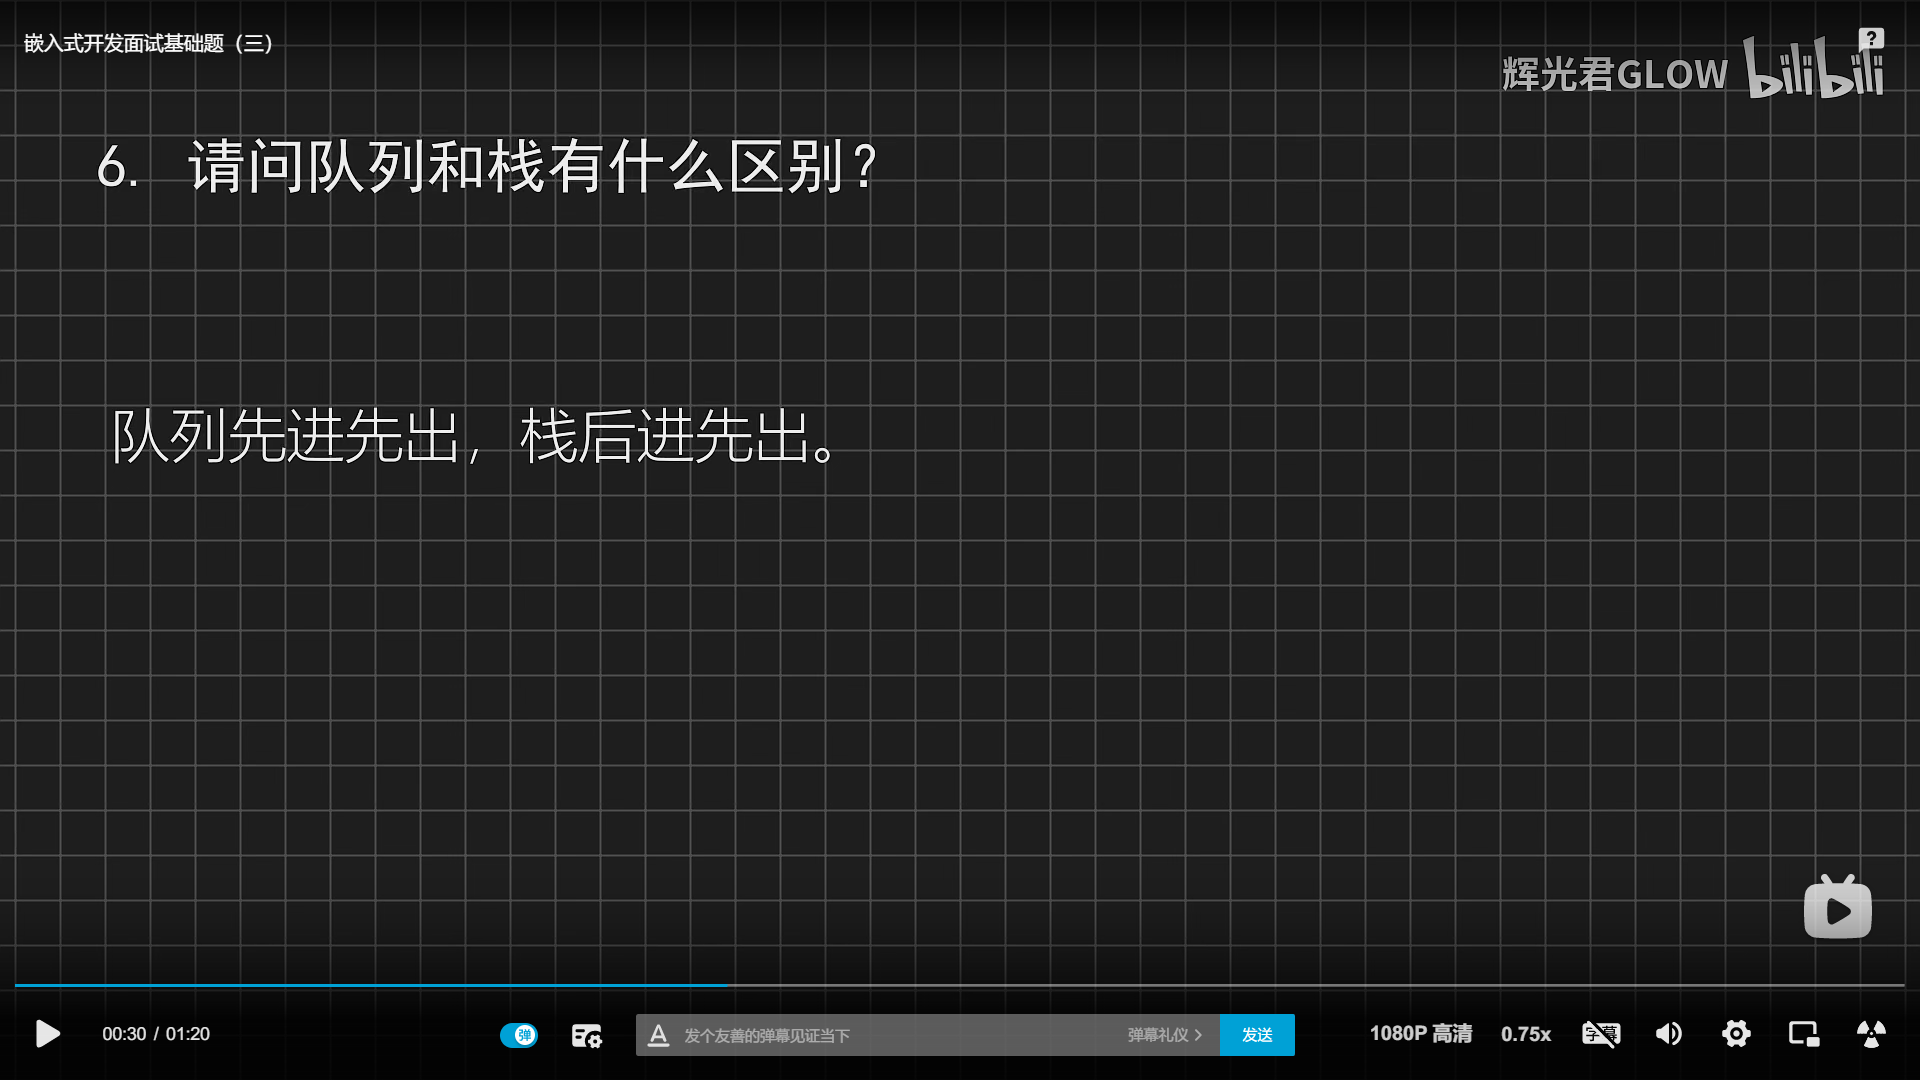 嵌入式开发面试基础题（三）
?
辉光君GLOW bilibili
6. 请问队列和栈有什么区别？
队列先进先出，栈后进先出。
00:30 / 01:20
弹
A 发个友善的弹幕见证当下 弹幕礼仪 > 发送
1080P 高清 0.75x 字幕